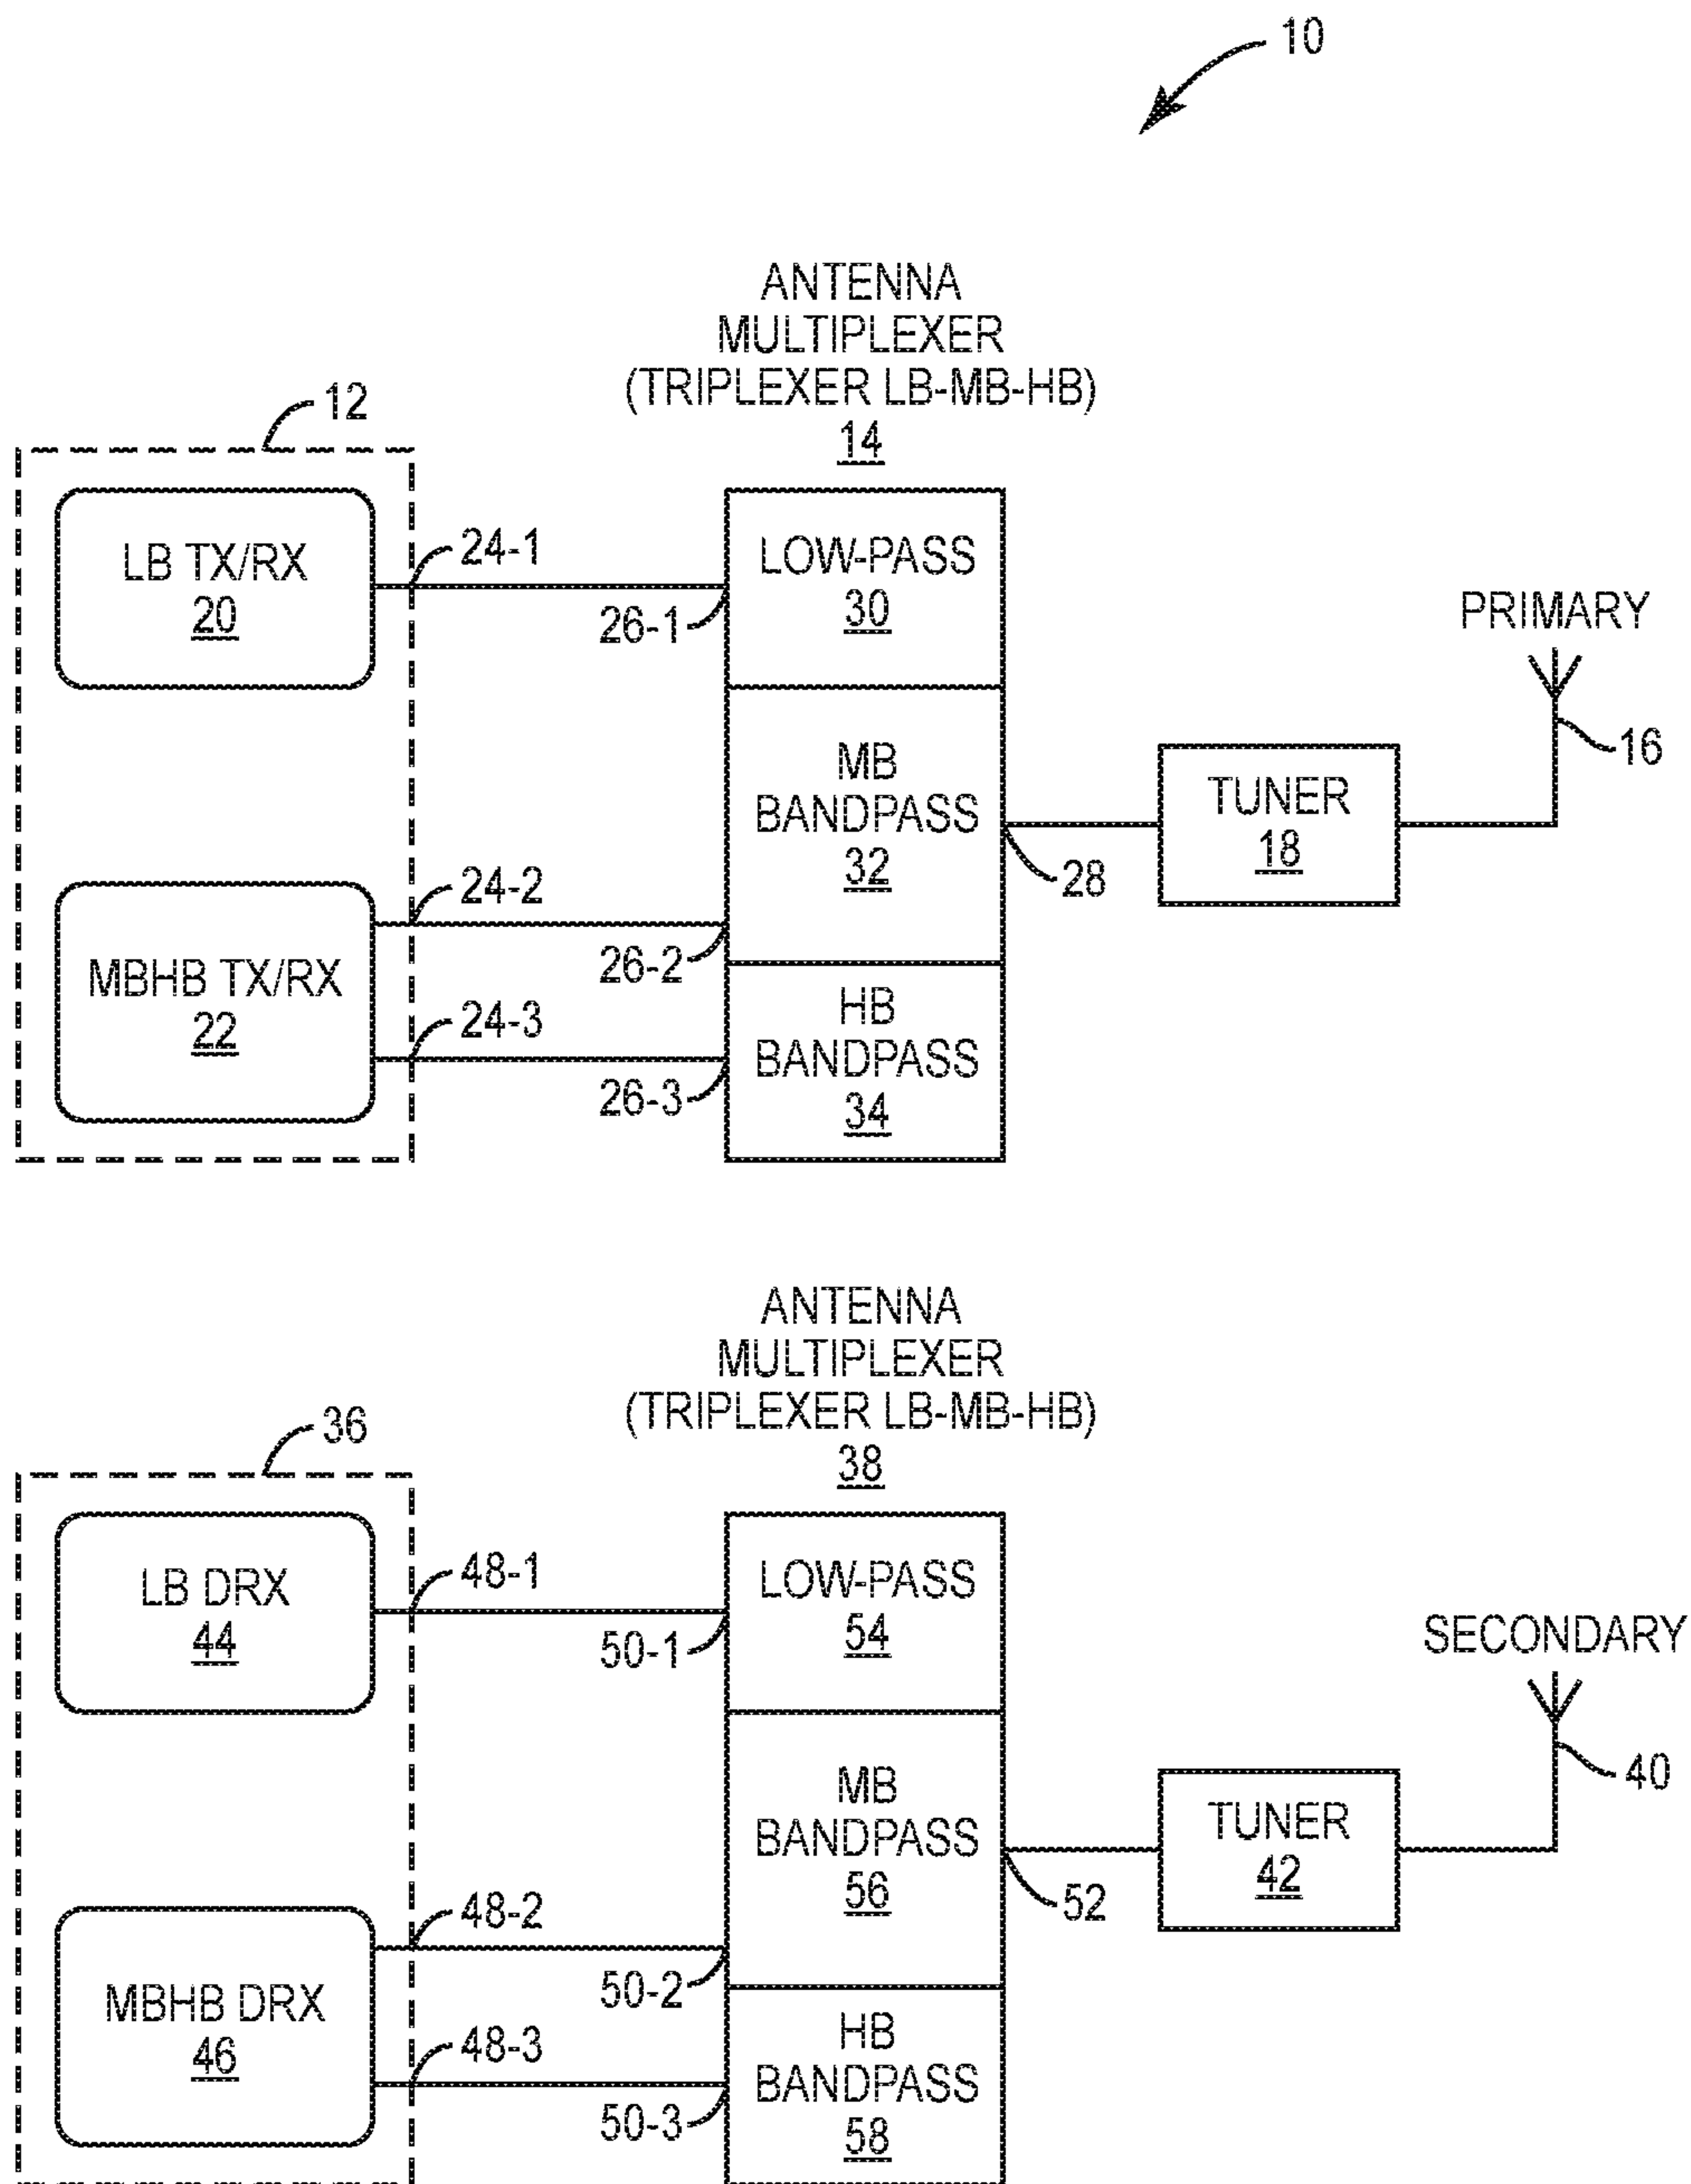 10
ANTENNA
MULTIPLEXER
(TRIPLEXER LB-MB-HB)
14
12
LB TX/RX
20
24-1
26-1
LOW-PASS
30
PRIMARY
16
MB
BANDPASS
32
28
TUNER
18
MBHB TX/RX
22
24-2
26-2
24-3
26-3
HB
BANDPASS
34
ANTENNA
MULTIPLEXER
(TRIPLEXER LB-MB-HB)
38
36
LB DRX
44
48-1
50-1
LOW-PASS
54
SECONDARY
40
MB
BANDPASS
56
52
TUNER
42
MBHB DRX
46
48-2
50-2
48-3
50-3
HB
BANDPASS
58